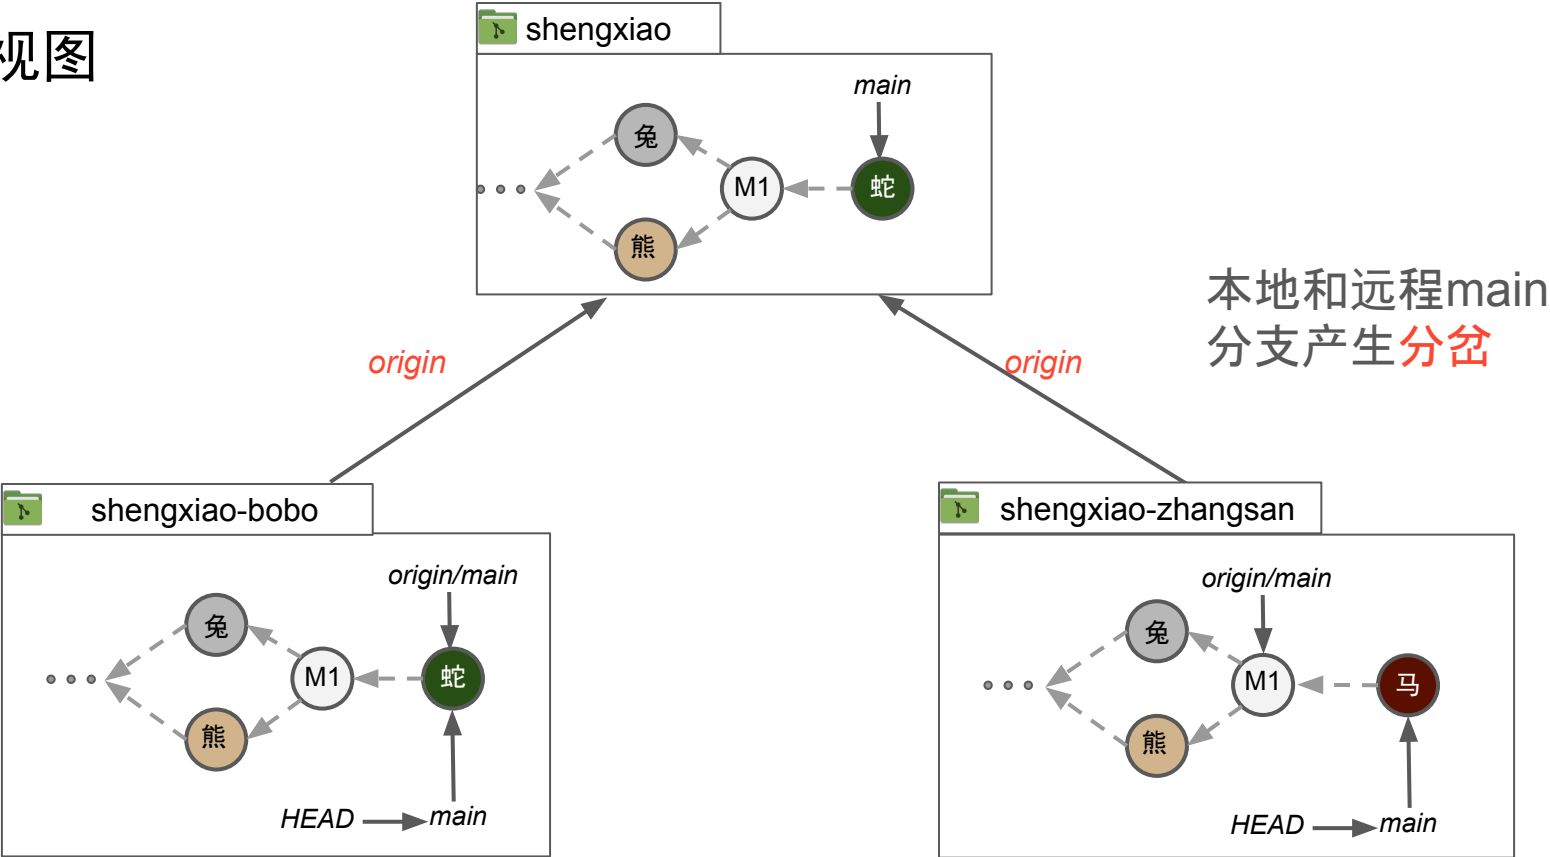 视图
shengxiao
main
兔
M1
蛇
熊
本地和远程main
分支产生分岔
origin
origin
shengxiao-bobo
origin/main
兔
M1
蛇
熊
HEAD
main
shengxiao-zhangsan
origin/main
兔
M1
马
熊
HEAD
main